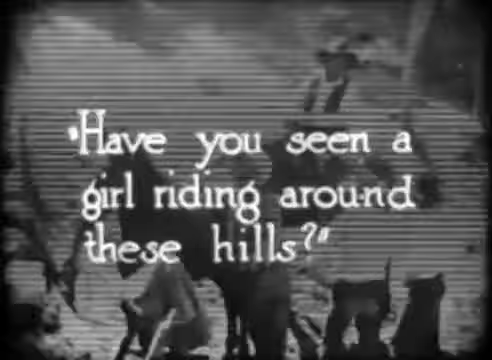 "Have you seen a
girl riding around
these hills?"